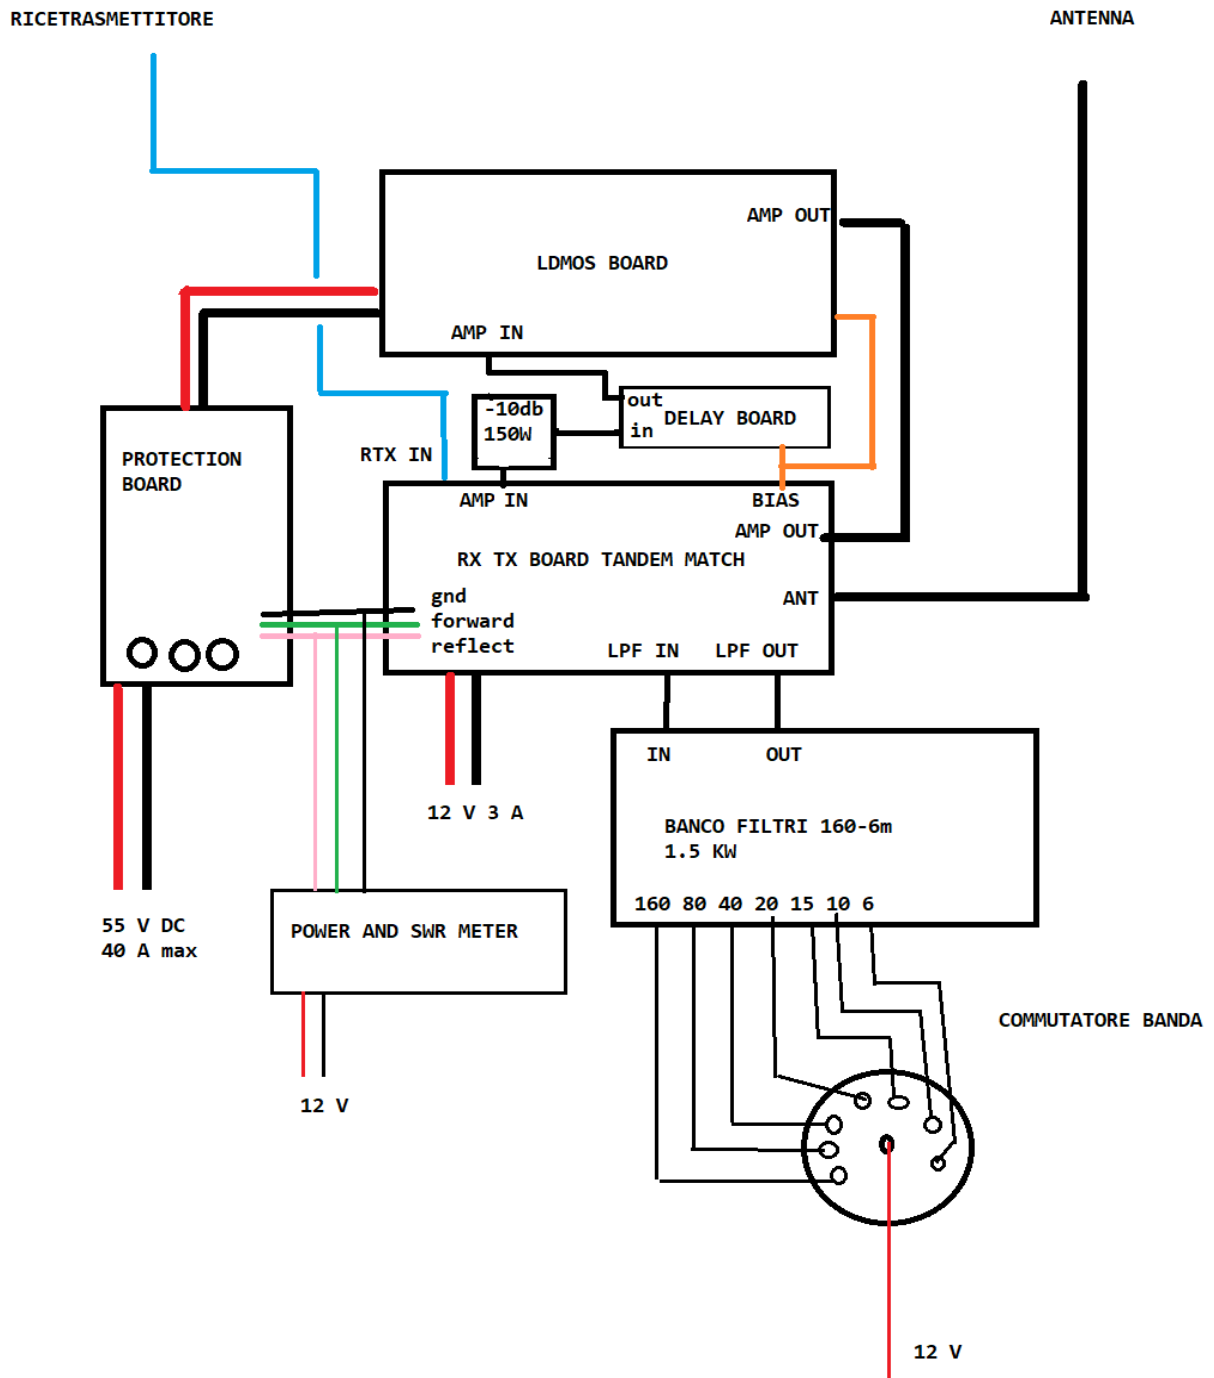 RICETRASMETTITORE
ANTENNA
AMP OUT
LDMOS BOARD
AMP IN
-10db
150W
out
in
DELAY BOARD
PROTECTION
BOARD
RTX IN
AMP IN
BIAS
AMP OUT
RX TX BOARD TANDEM MATCH
ANT
gnd
forward
reflect
LPF IN
LPF OUT
IN
OUT
12 V 3 A
BANCO FILTRI 160-6m
1.5 KW
160 80 40 20 15 10 6
55 V DC
40 A max
POWER AND SWR METER
COMMUTATORE BANDA
12 V
12 V